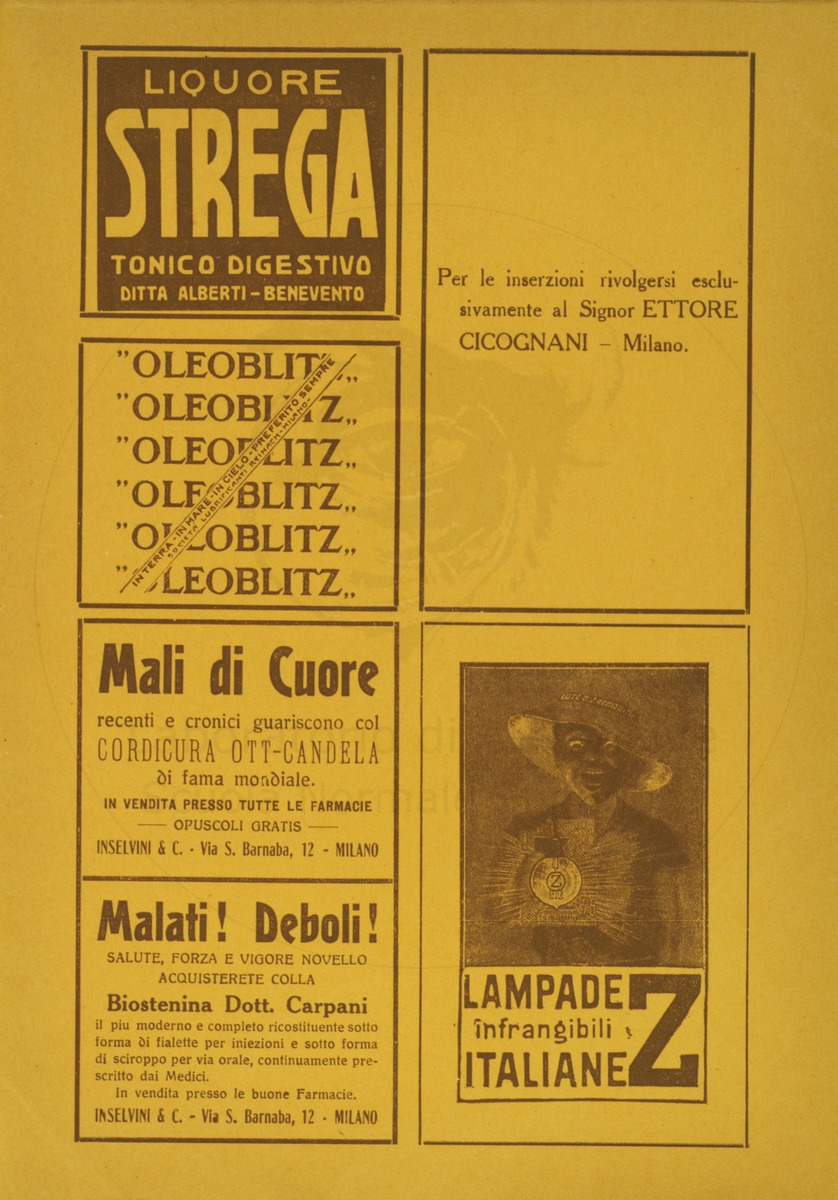 LIQUORE
STREGA
TONICO DIGESTIVO
DITTA ALBERTI – BENEVENTO
Per le inserzioni rivolgersi esclu-
sivamente al Signor ETTORE
CICOGNANI – Milano.
"OLEOBLITZ„
"OLEOBLITZ„
"OLEOBLITZ„
"OLEOBLITZ„
"OLEOBLITZ„
"OLEOBLITZ„
IN TERRA - IN MARE - IN CIELO - PREFERITO SEMPRE
SOCIETÀ LUBRIFICANTI REINACH - MILANO -
Mali di Cuore
recenti e cronici guariscono col
CORDICURA OTT-CANDELA
di fama mondiale.
IN VENDITA PRESSO TUTTE LE FARMACIE
— OPUSCOLI GRATIS —
INSELVINI & C. - Via S. Barnaba, 12 - MILANO
Malati! Deboli!
SALUTE, FORZA E VIGORE NOVELLO
ACQUISTERETE COLLA
Biostenina Dott. Carpani
il piu moderno e completo ricostituente sotto
forma di fialette per iniezioni e sotto forma
di sciroppo per via orale, continuamente pre-
scritto dai Medici.
In vendita presso le buone Farmacie.
INSELVINI & C. - Via S. Barnaba, 12 - MILANO
Z
LAMPADE Z
infrangibili
ITALIANE